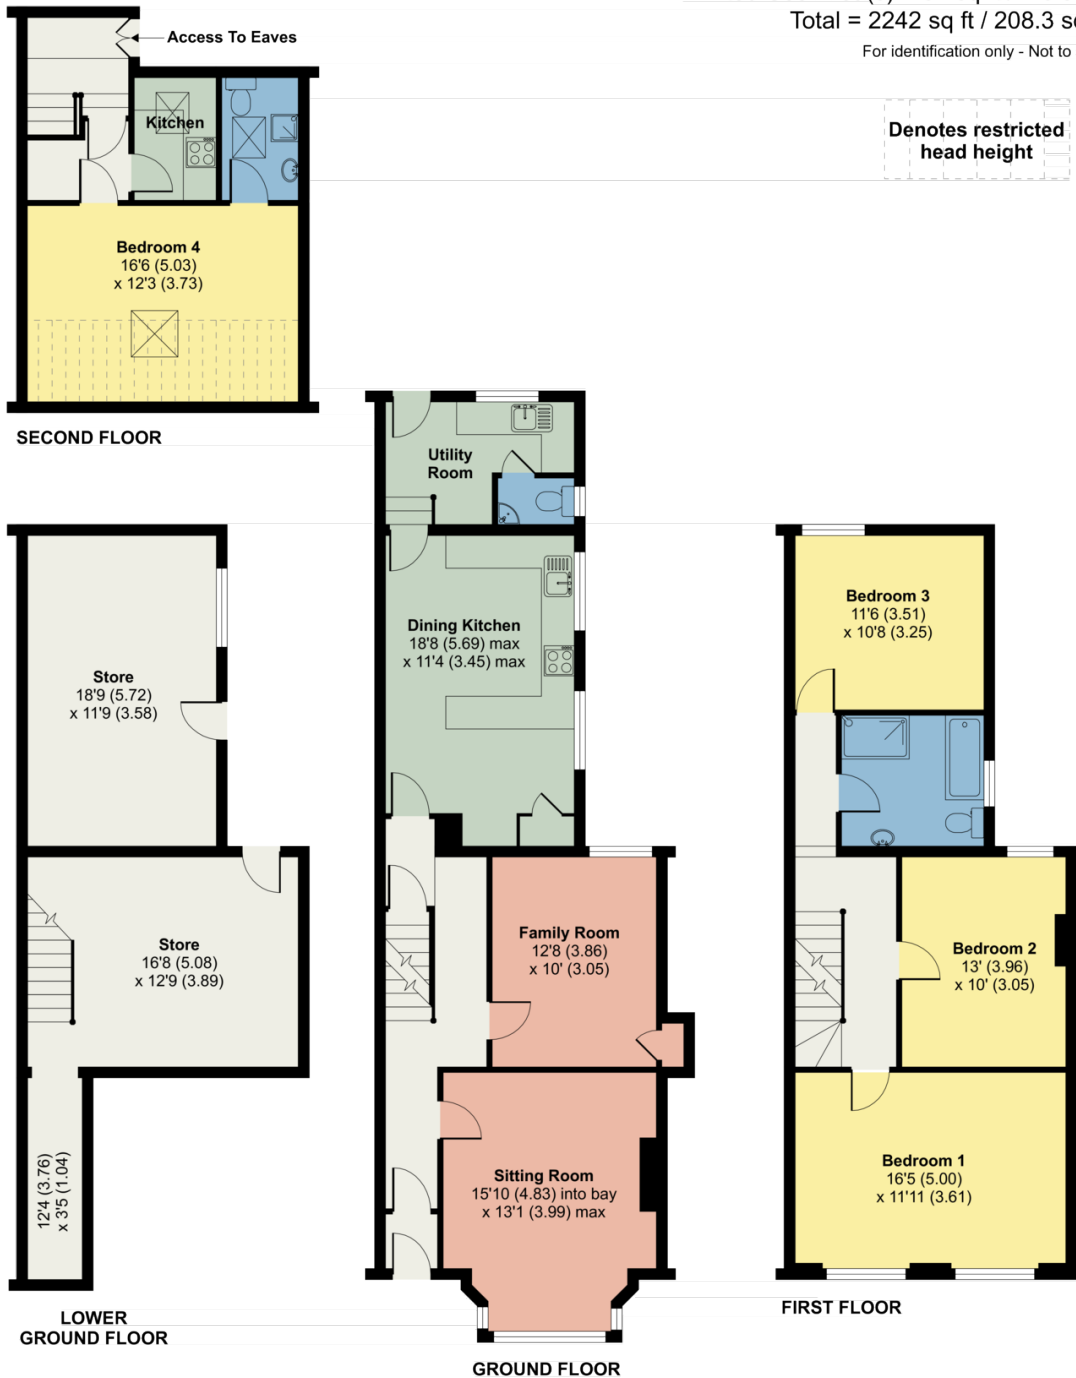 Total = 2242 sq ft / 208.3
For identification only - Not to
Access To Eaves
Kitchen
Denotes restricted
head height
Bedroom 4
16'6 (5.03)
x 12'3 (3.73)
SECOND FLOOR
Utility
Room
Dining Kitchen
18'8 (5.69) max
x 11'4 (3.45) max
Bedroom 3
11'6 (3.51)
x 10'8 (3.25)
Store
18'9 (5.72)
x 11'9 (3.58)
Store
16'8 (5.08)
x 12'9 (3.89)
Family Room
12'8 (3.86)
x 10' (3.05)
Bedroom 2
13' (3.96)
x 10' (3.05)
12'4 (3.76)
x 3'5 (1.04)
Sitting Room
15'10 (4.83) into bay
x 13'1 (3.99) max
Bedroom 1
16'5 (5.00)
x 11'11 (3.61)
LOWER
GROUND FLOOR
GROUND FLOOR
FIRST FLOOR